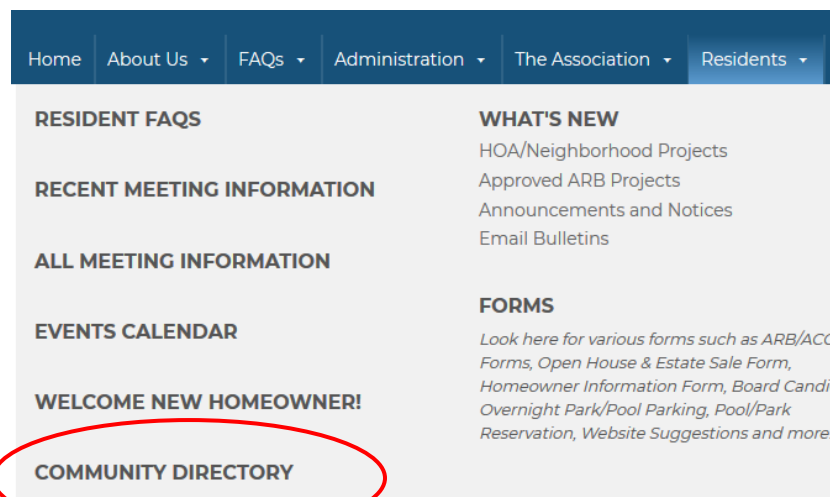 Home About Us FAQs Administration The Association Residents
RESIDENT FAQS
RECENT MEETING INFORMATION
ALL MEETING INFORMATION
EVENTS CALENDAR
WELCOME NEW HOMEOWNER!
COMMUNITY DIRECTORY
WHAT'S NEW
HOA/Neighborhood Projects
Approved ARB Projects
Announcements and Notices
Email Bulletins
FORMS
Look here for various forms such as ARB/ACC
Forms, Open House & Estate Sale Form,
Homeowner Information Form, Board Candi
Overnight Park/Pool Parking, Pool/Park
Reservation, Website Suggestions and more.